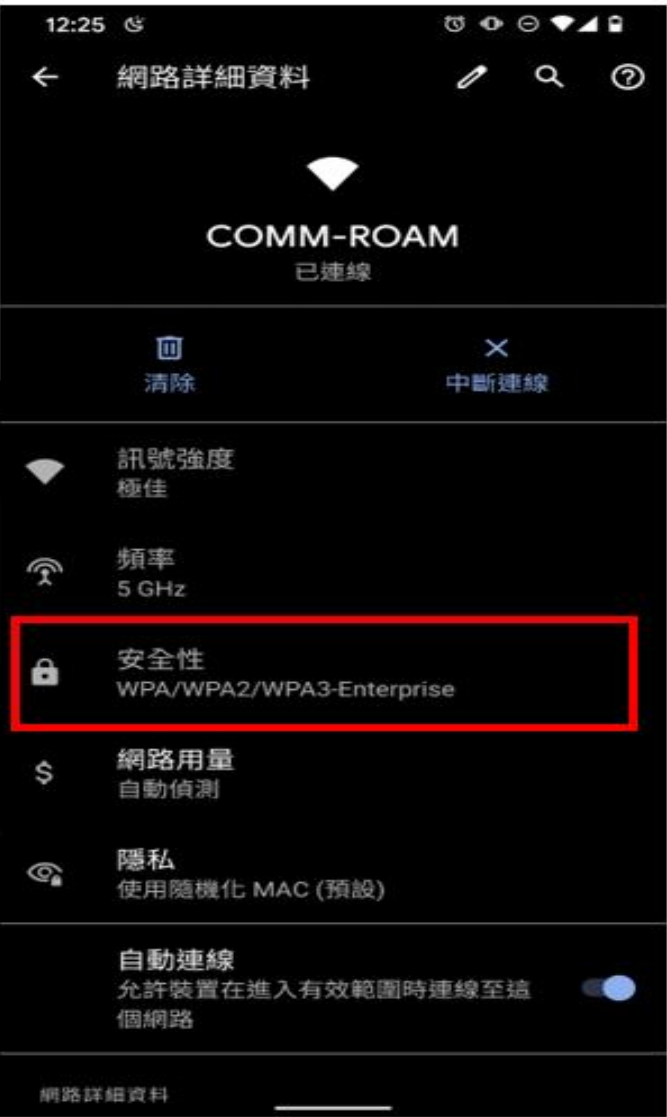 12:25
網路詳細資料
COMM-ROAM
已連線
清除
中斷連線
訊號強度
極佳
頻率
5 GHz
安全性
WPA/WPA2/WPA3-Enterprise
$
網路用量
自動偵測
隱私
使用隨機化 MAC (預設)
自動連線
允許裝置在進入有效範圍時連線至這
個網路
網路詳細資料